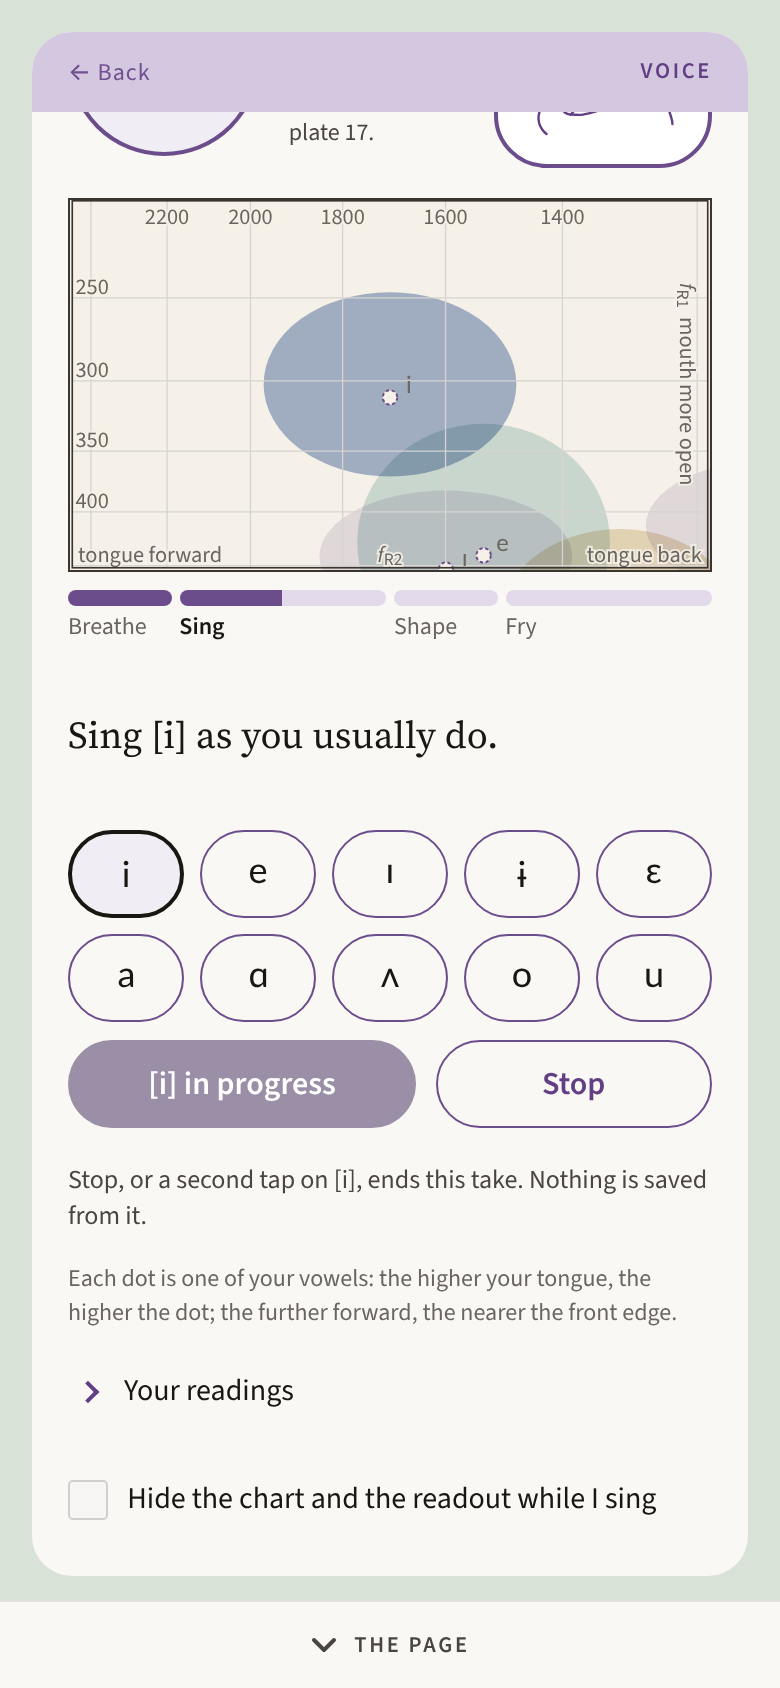 ← Back
VOICE
plate 17.
2200 2000 1800 1600 1400
250
300
350
400
fR1 mouth more open
i
e
ɪ
tongue forward
fR2
tongue back
Breathe
Sing
Shape
Fry
Sing [i] as you usually do.
i e ɪ ɨ ɛ
a ɑ ʌ o u
[i] in progress
Stop
Stop, or a second tap on [i], ends this take. Nothing is saved
from it.
Each dot is one of your vowels: the higher your tongue, the
higher the dot; the further forward, the nearer the front edge.
Your readings
Hide the chart and the readout while I sing
THE PAGE